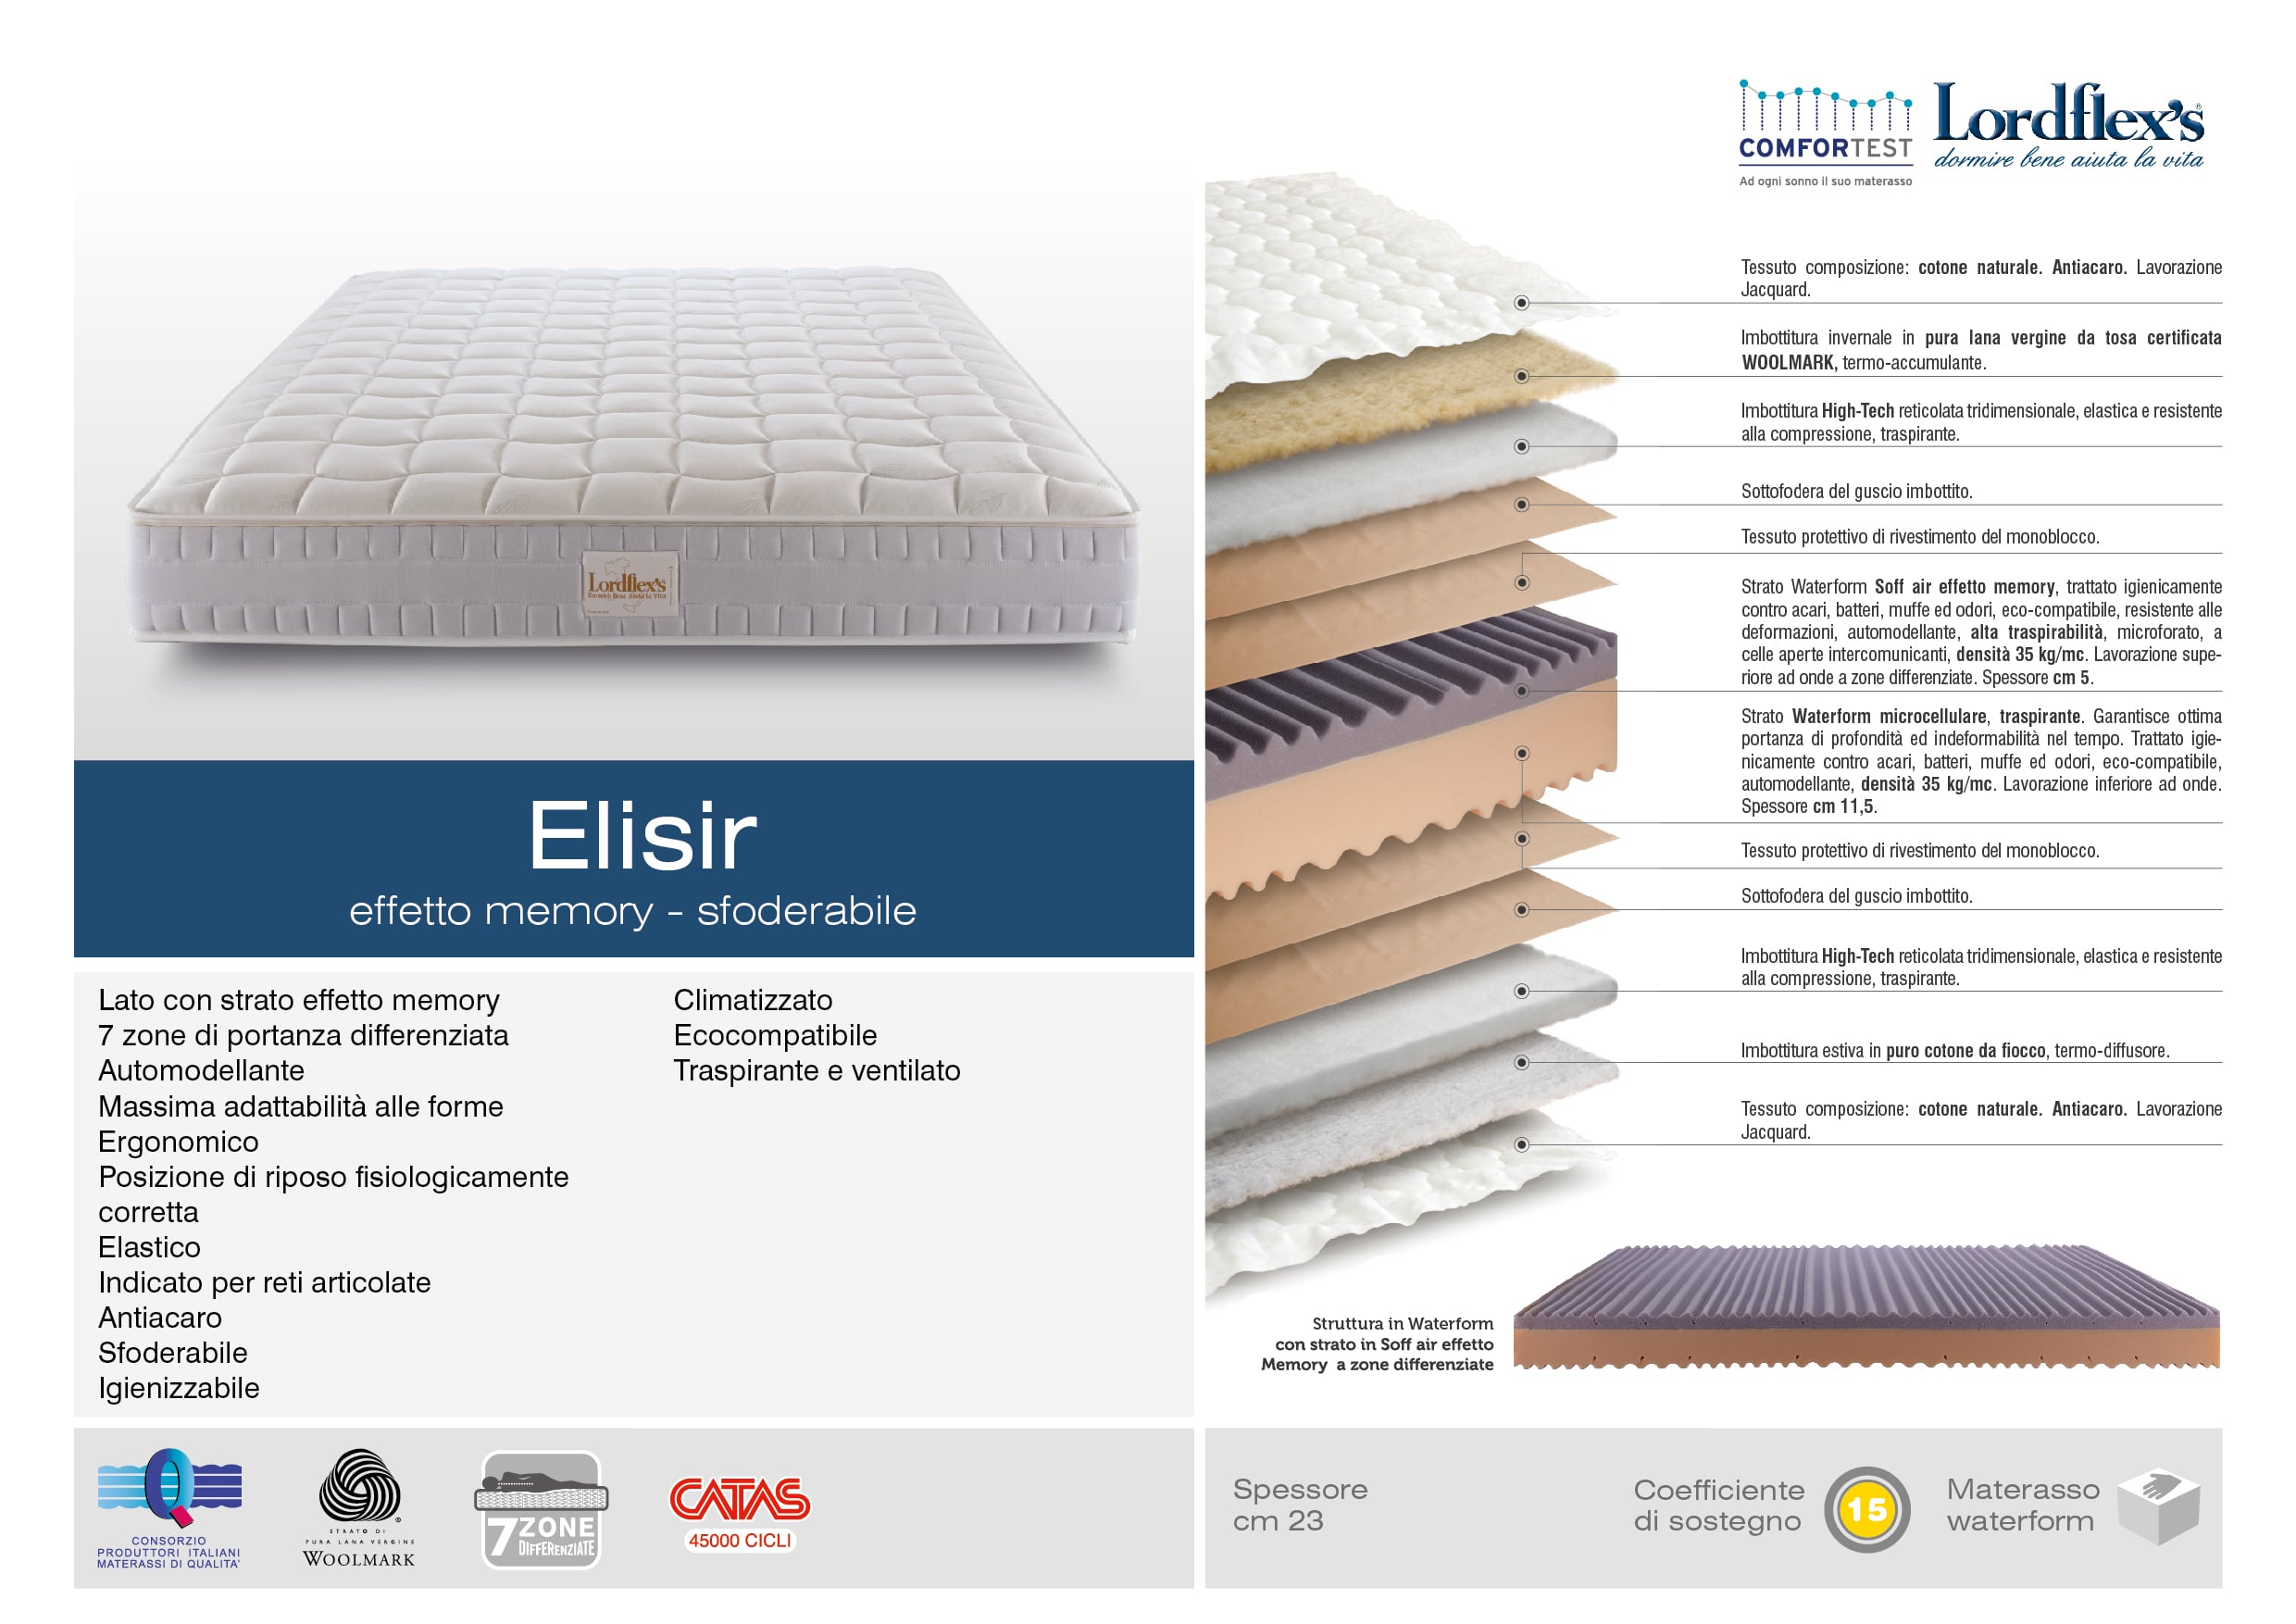 COMFORTEST
Ad ogni sonno il suo materasso
Lordflex's
dormire bene aiuta la vita
Lordflex's
Dormire Bene Aiuta la Vita
Elisir
effetto memory - sfoderabile
Lato con strato effetto memory
7 zone di portanza differenziata
Automodellante
Massima adattabilità alle forme
Ergonomico
Posizione di riposo fisiologicamente
corretta
Elastico
Indicato per reti articolate
Antiacaro
Sfoderabile
Igienizzabile
Climatizzato
Ecocompatibile
Traspirante e ventilato
CONSORZIO
PRODUTTORI ITALIANI
MATERASSI DI QUALITA'
STRATO DI
PURA LANA VERGINE
WOOLMARK
7 ZONE
DIFFERENZIATE
CATAS
45000 CICLI
Tessuto composizione: cotone naturale. Antiacaro. Lavorazione
Jacquard.
Imbottitura invernale in pura lana vergine da tosa certificata
WOOLMARK, termo-accumulante.
Imbottitura High-Tech reticolata tridimensionale, elastica e resistente
alla compressione, traspirante.
Sottofodera del guscio imbottito.
Tessuto protettivo di rivestimento del monoblocco.
Strato Waterform Soff air effetto memory, trattato igienicamente
contro acari, batteri, muffe ed odori, eco-compatibile, resistente alle
deformazioni, automodellante, alta traspirabilità, microforato, a
celle aperte intercomunicanti, densità 35 kg/mc. Lavorazione supe-
riore ad onde a zone differenziate. Spessore cm 5.
Strato Waterform microcellulare, traspirante. Garantisce ottima
portanza di profondità ed indeformabilità nel tempo. Trattato igie-
nicamente contro acari, batteri, muffe ed odori, eco-compatibile,
automodellante, densità 35 kg/mc. Lavorazione inferiore ad onde.
Spessore cm 11,5.
Tessuto protettivo di rivestimento del monoblocco.
Sottofodera del guscio imbottito.
Imbottitura High-Tech reticolata tridimensionale, elastica e resistente
alla compressione, traspirante.
Imbottitura estiva in puro cotone da fiocco, termo-diffusore.
Tessuto composizione: cotone naturale. Antiacaro. Lavorazione
Jacquard.
Struttura in Waterform
con strato in Soff air effetto
Memory a zone differenziate
Spessore
cm 23
Coefficiente
di sostegno
15
Materasso
waterform